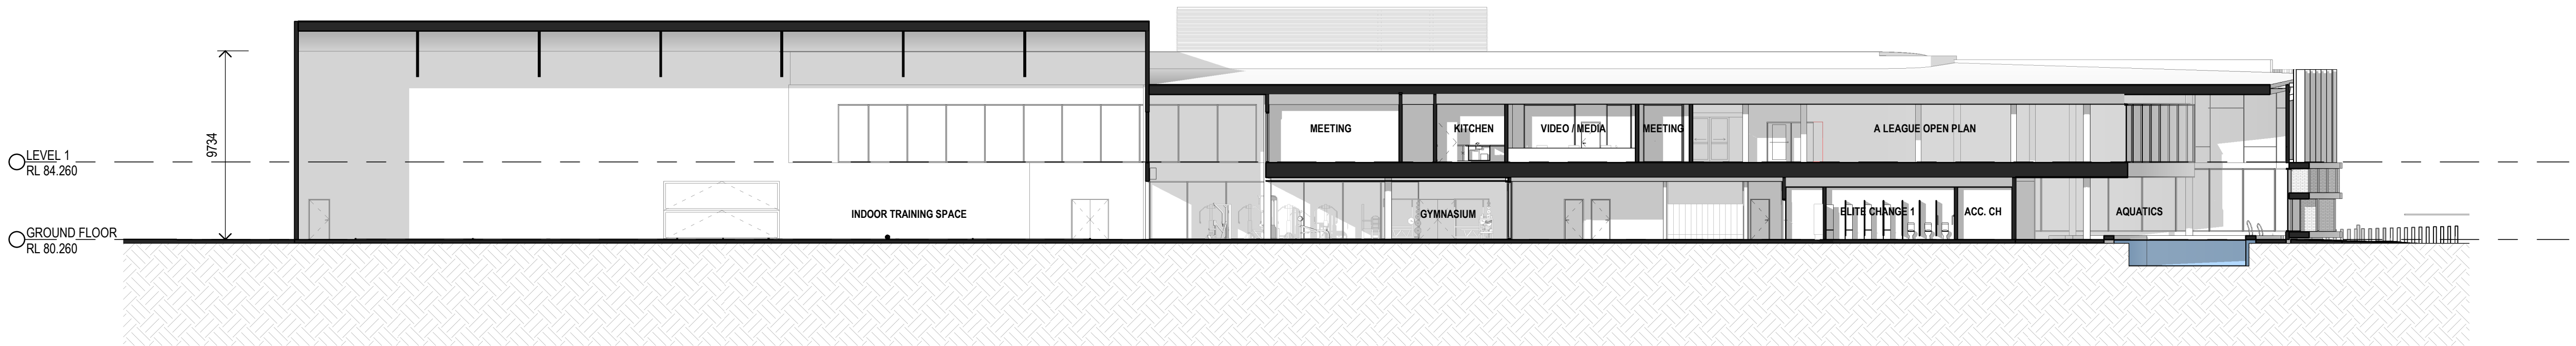 9734
MEETING
KITCHEN
VIDEO / MEDIA
MEETING
A LEAGUE OPEN PLAN
LEVEL 1
RL 84.260
INDOOR TRAINING SPACE
GYMNASIUM
ELITE CHANGE 1
ACC. CH
AQUATICS
GROUND FLOOR
RL 80.260